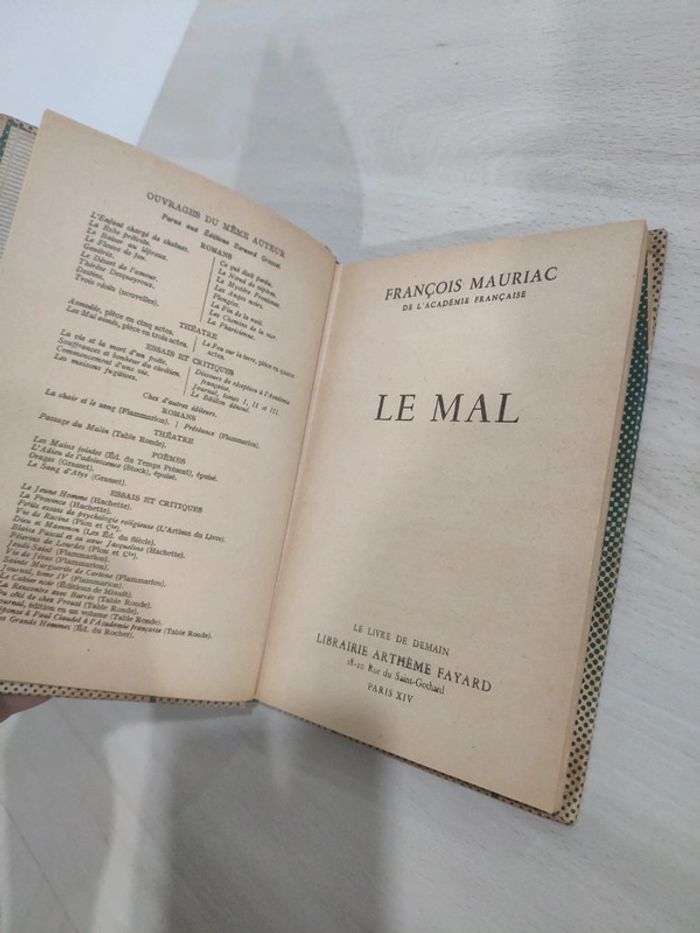 OUVRAGES DU MÊME AUTEUR
Parus aux Éditions Bernard Grasset
ROMANS
L'Enfant chargé de chaînes.
La Robe prétexte.
Le Baiser au lépreux.
Le Fleuve de feu.
Genitrix.
Le Désert de l'amour.
Thérèse Desqueyroux.
Destins.
Trois récits (nouvelles).
Ce qui était perdu.
Le Nœud de vipères.
Le Mystère Frontenac.
Les Anges noirs.
Plongées.
La Fin de la nuit.
Les Chemins de la mer.
La Pharisienne.
THÉATRE
Asmodée, pièce en cinq actes.
Les Mal aimés, pièce en trois actes.
Le Feu sur la terre, pièce en quatre
actes.
ESSAIS ET CRITIQUES
La vie et la mort d'un poète.
Souffrances et bonheur du chrétien.
Commencements d'une vie.
Les maisons fugitives.
Discours de réception à l'Académie
française.
Journal, tomes I, II et III.
Le Bâillon dénoué.
Chez d'autres éditeurs.
ROMANS
La chair et le sang (Flammarion). | Préséances (Flammarion).
THÉATRE
Passage du Malin (Table Ronde).
POÈMES
Les Mains jointes (Éd. du Temps Présent), épuisé.
L'Adieu de l'adolescence (Stock), épuisé.
Orages (Grasset).
Le Sang d'Atys (Grasset).
ESSAIS ET CRITIQUES
Le Jeune Homme (Hachette).
La Province (Hachette).
Petits essais de psychologie religieuse (L'Artisan du Livre).
Vie de Racine (Plon et Cie).
Dieu et Mammon (Les Éd. du Siècle).
Blaise Pascal et sa sœur Jacqueline (Hachette).
Pèlerins de Lourdes (Plon et Cie).
Jeudi-Saint (Flammarion).
Vie de Jésus (Flammarion).
Sainte Marguerite de Cortone (Flammarion).
Journal, tome IV (Flammarion).
Le Cahier noir (Éditions de Minuit).
La Rencontre avec Barrès (Table Ronde).
Du côté de chez Proust (Table Ronde).
Journal, édition en un volume (Table Ronde).
Réponse à Paul Claudel à l'Académie française (Table Ronde).
Mes Grands Hommes (Éd. du Rocher).
FRANÇOIS MAURIAC
DE L'ACADÉMIE FRANÇAISE
LE MAL
LE LIVRE DE DEMAIN
LIBRAIRIE ARTHÈME FAYARD
18-20 Rue du Saint-Gothard
PARIS XIV